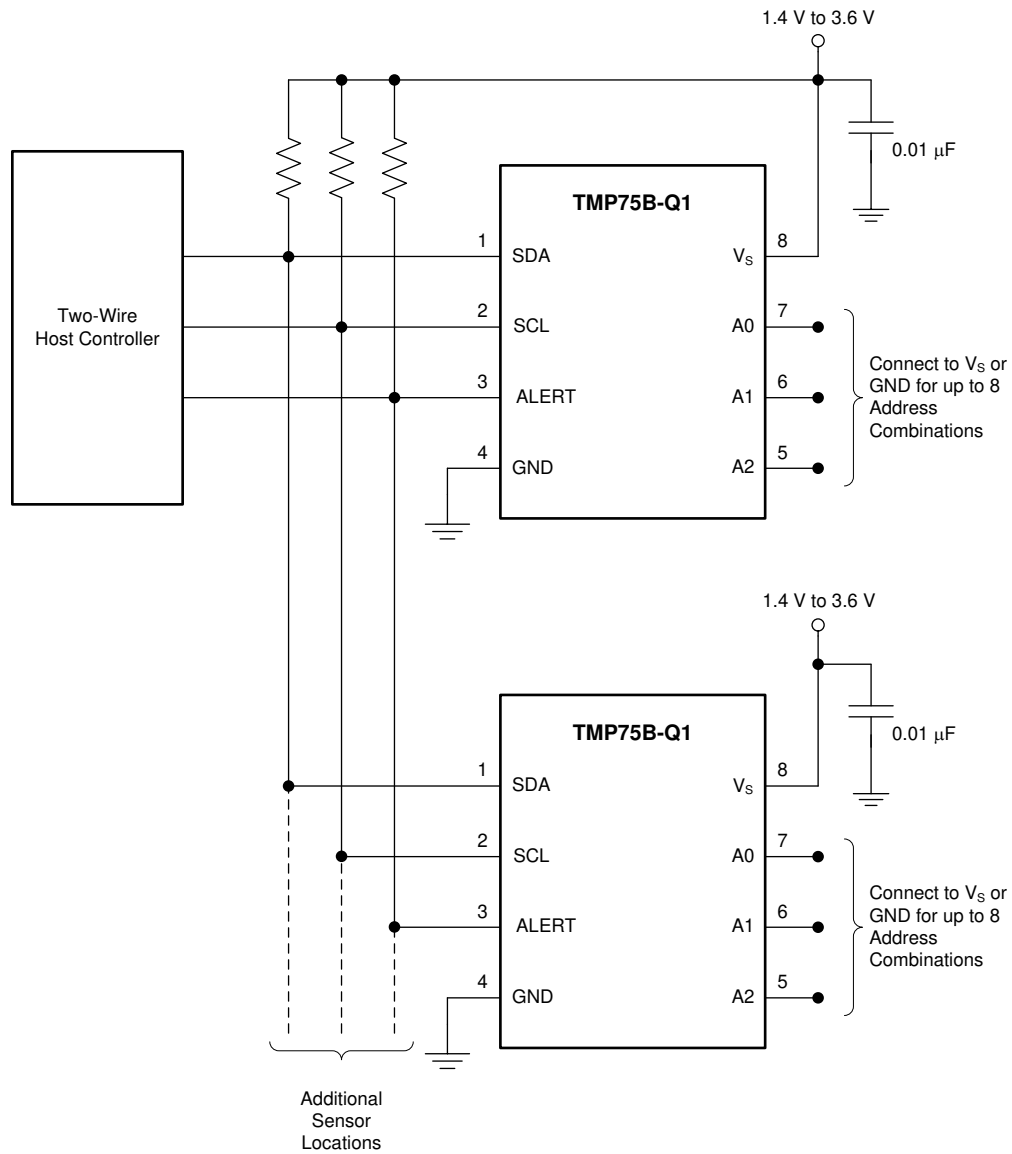 1.4 V to 3.6 V
0.01 μF
TMP75B-Q1
Two-Wire
Host Controller
1 SDA
2 SCL
3 ALERT
4 GND
VS 8
A0 7
A1 6
A2 5
Connect to VS or
GND for up to 8
Address
Combinations
1.4 V to 3.6 V
0.01 μF
TMP75B-Q1
1 SDA
2 SCL
3 ALERT
4 GND
VS 8
A0 7
A1 6
A2 5
Connect to VS or
GND for up to 8
Address
Combinations
Additional
Sensor
Locations